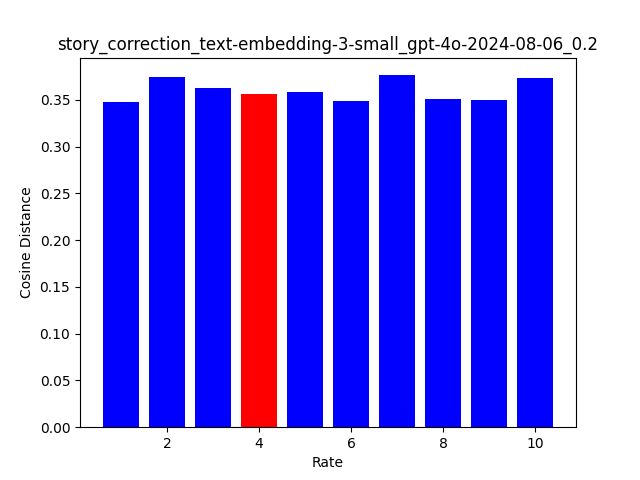 story_correction_text-embedding-3-small_gpt-4o-2024-08-06_0.2
0.35
0.30
0.25
0.20
0.15
0.10
0.05
0.00
Cosine Distance
2 4 6 8 10
Rate